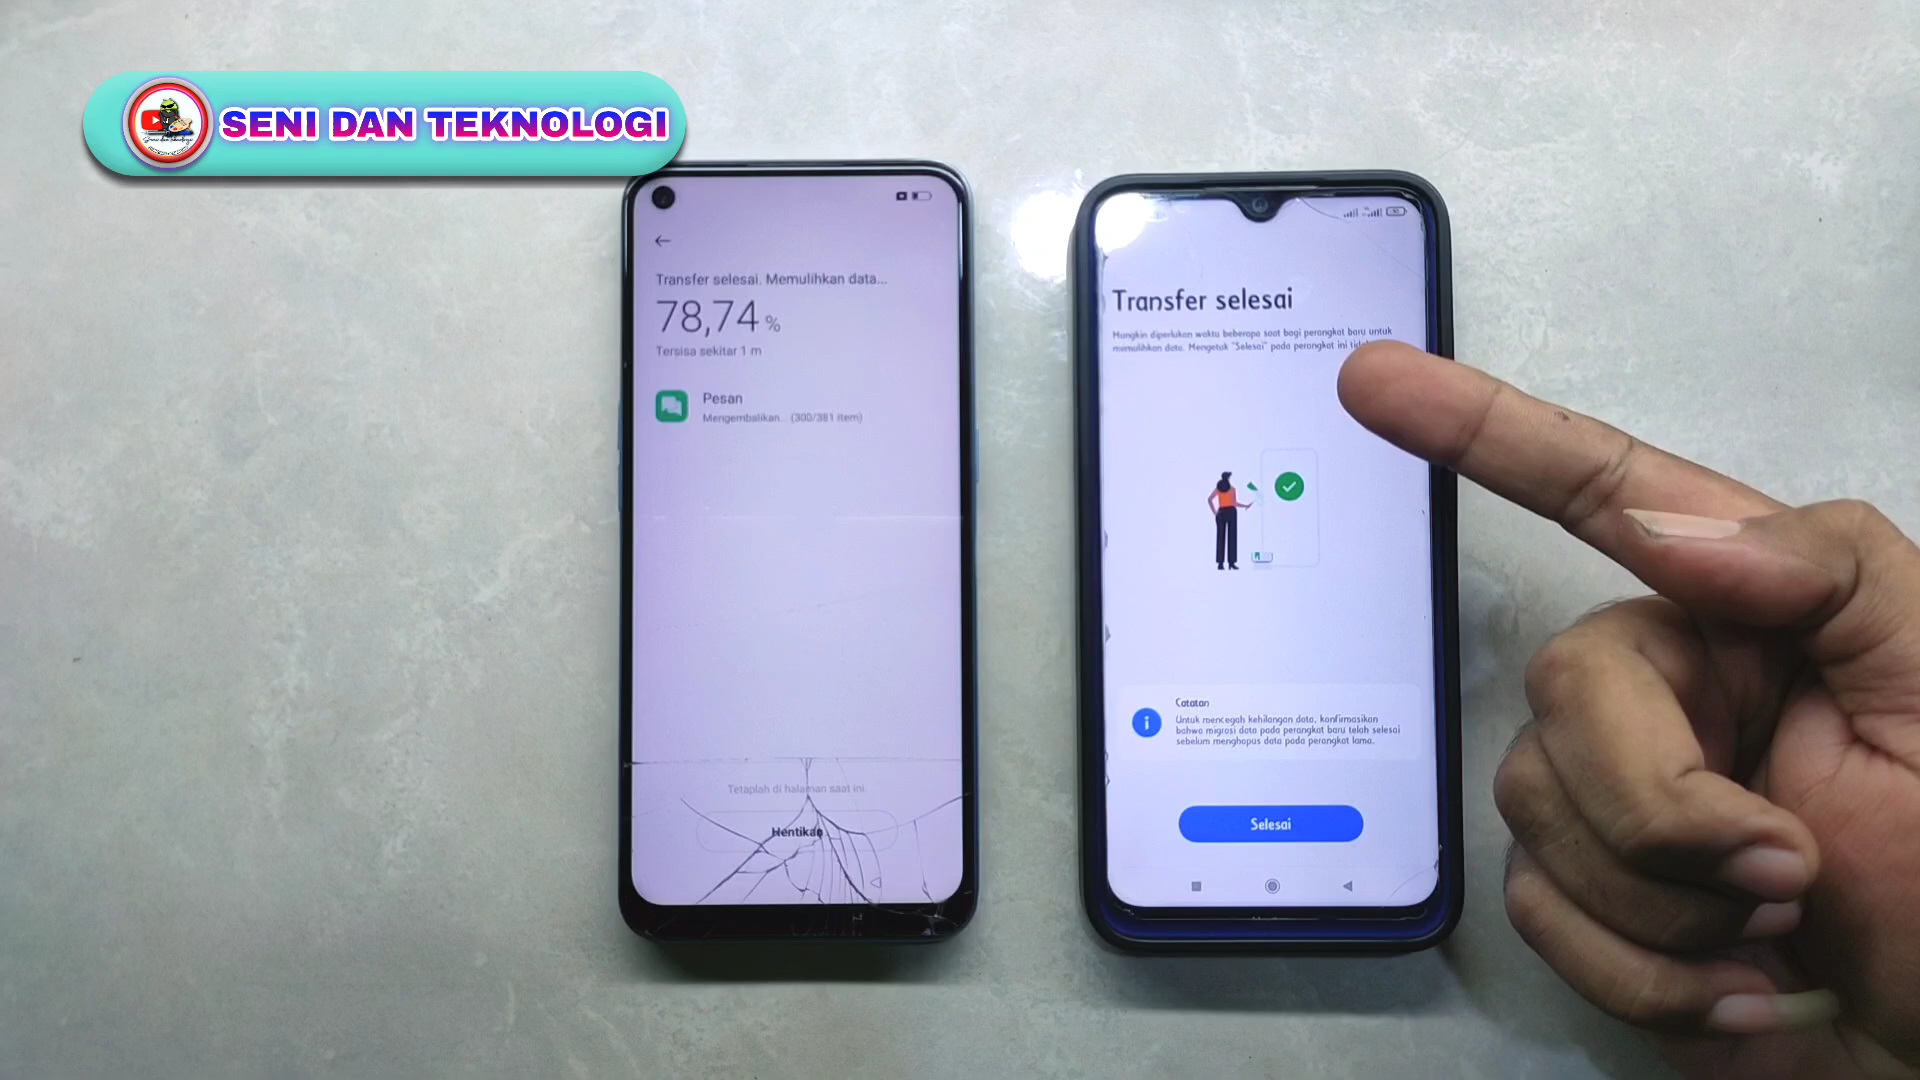 SENI DAN TEKNOLOGI
Transfer selesai. Memulihkan data...
78,74 %
Tersisa sekitar 1 m
Pesan
Mengembalikan... (300/381 item)
Tetaplah di halaman saat ini.
Hentikan
Transfer selesai
Mungkin diperlukan waktu beberapa saat bagi perangkat baru untuk
memulihkan data. Mengetak "Selesai" pada perangkat ini
Catatan
Untuk mencegah kehilangan data, konfirmasikan
bahwa migrasi data pada perangkat baru telah selesai
sebelum menghapus data pada perangkat lama.
Selesai